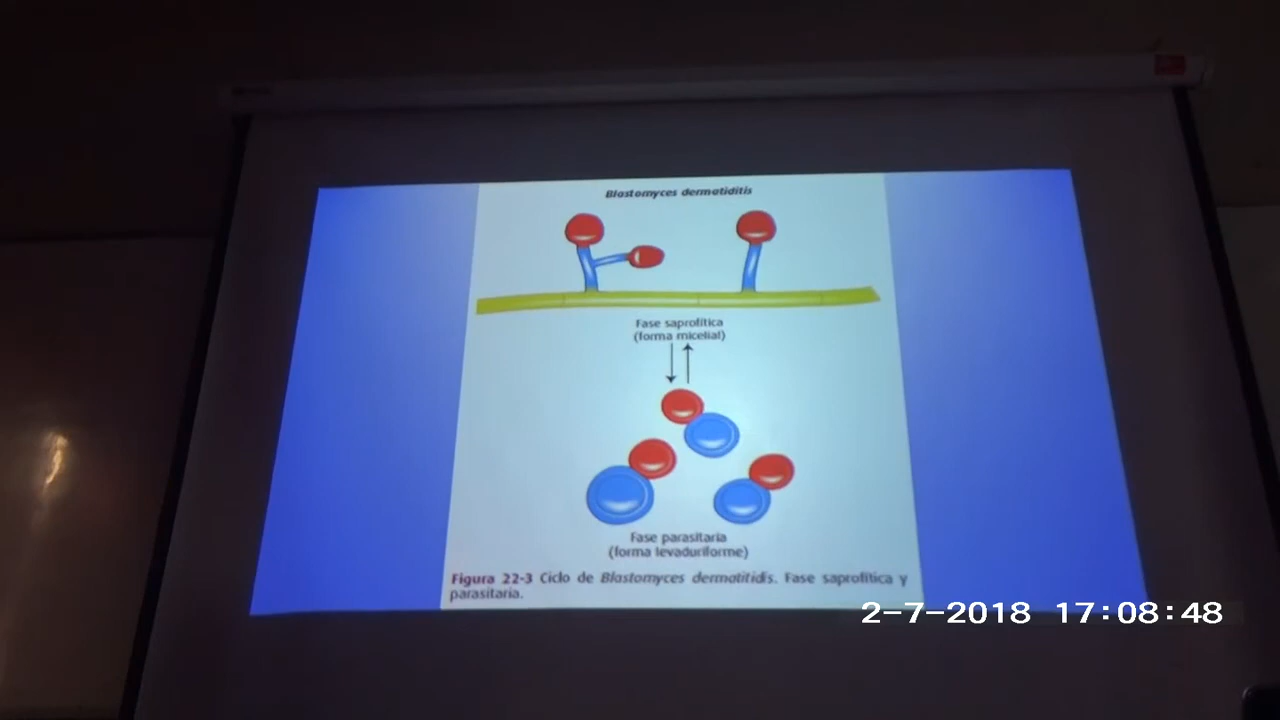 Blastomyces dermatiditis
Fase saprofítica
(forma micelial)
Fase parasitaria
(forma levaduriforme)
Figura 22-3 Ciclo de Blastomyces dermatitidis. Fase saprofítica y
parasitaria.
2-7-2018 17:08:48